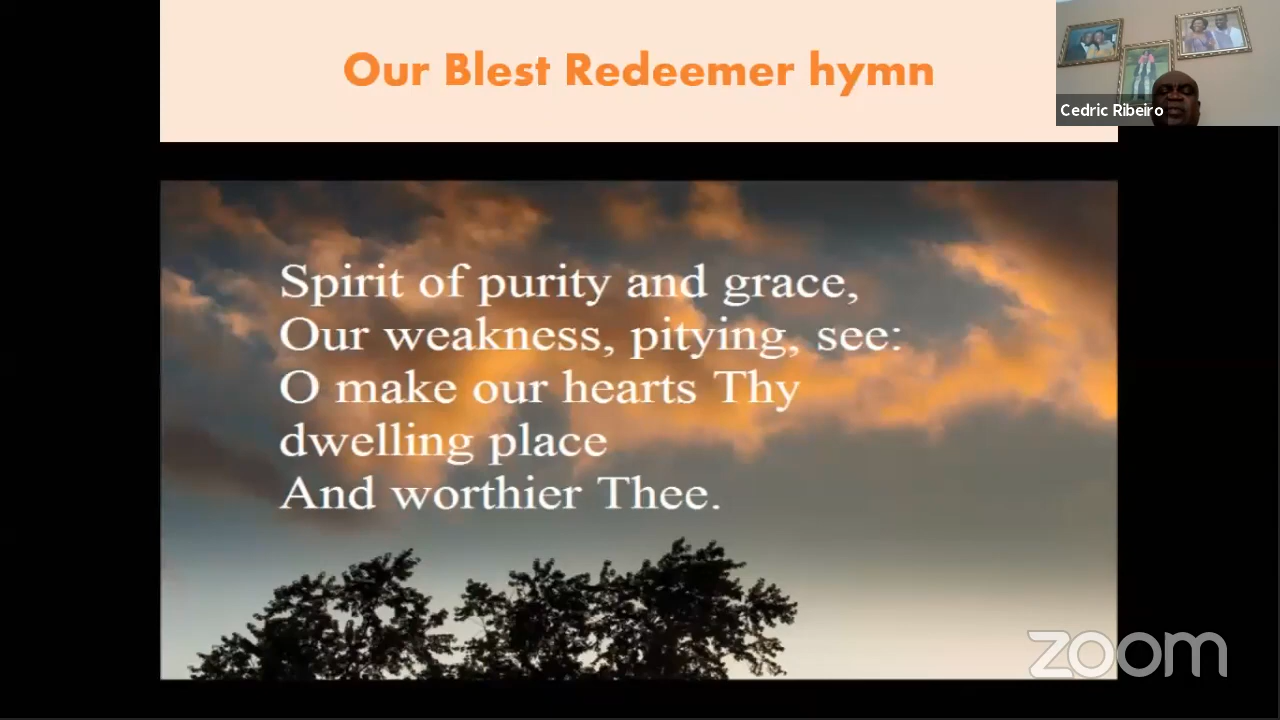 Our Blest Redeemer hymn
Cedric Ribeiro
Spirit of purity and grace,
Our weakness, pitying, see:
O make our hearts Thy
dwelling place
And worthier Thee.
zoom